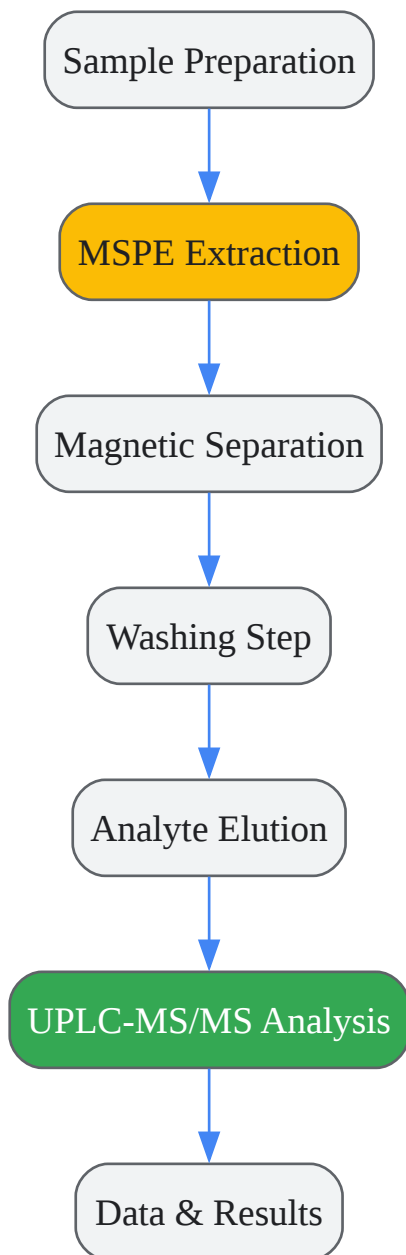 Sample Preparation
MSPE Extraction
Magnetic Separation
Washing Step
Analyte Elution
UPLC-MS/MS Analysis
Data & Results